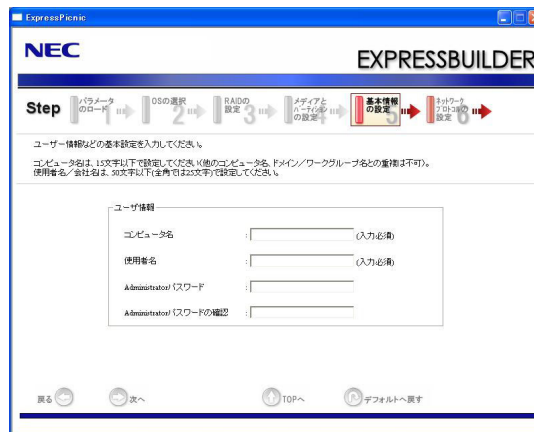 ExpressPicnic
NEC
EXPRESSBUILDER
Step
パラメータ
のロード 1
OSの選択
2
RAIDの
設定 3
メディアと
パーティション
の設定 4
基本情報
の設定 5
ネットワーク
プロトコルの
設定 6
ユーザー情報などの基本設定を入力してください。
コンピュータ名は、15文字以下で設定してください(他のコンピュータ名、ドメイン／ワークグループ名との重複は不可)。
使用者名／会社名は、50文字以下(全角では25文字)で設定してください。
ユーザ情報
コンピュータ名 : (入力必須)
使用者名 : (入力必須)
Administratorパスワード :
Administratorパスワードの確認 :
戻る 次へ TOPへ デフォルトへ戻す